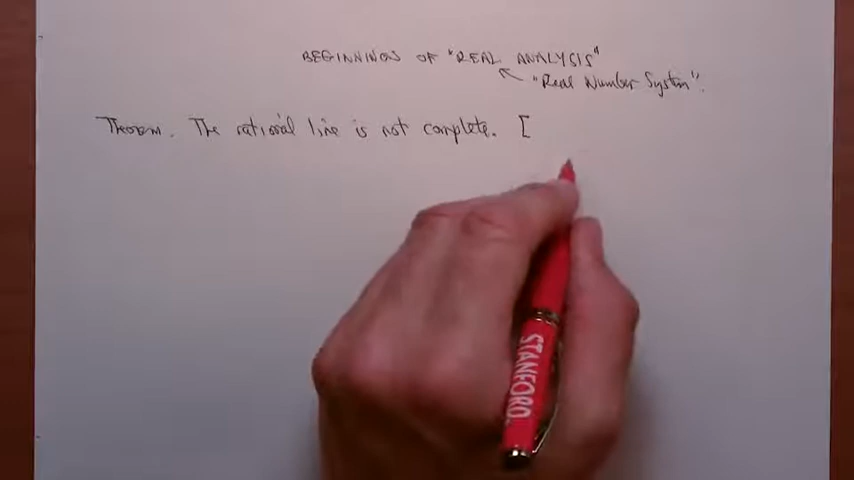 BEGINNINGS OF "REAL ANALYSIS"
"Real Number System".
Theorem. The rational line is not complete. [
STANFORD